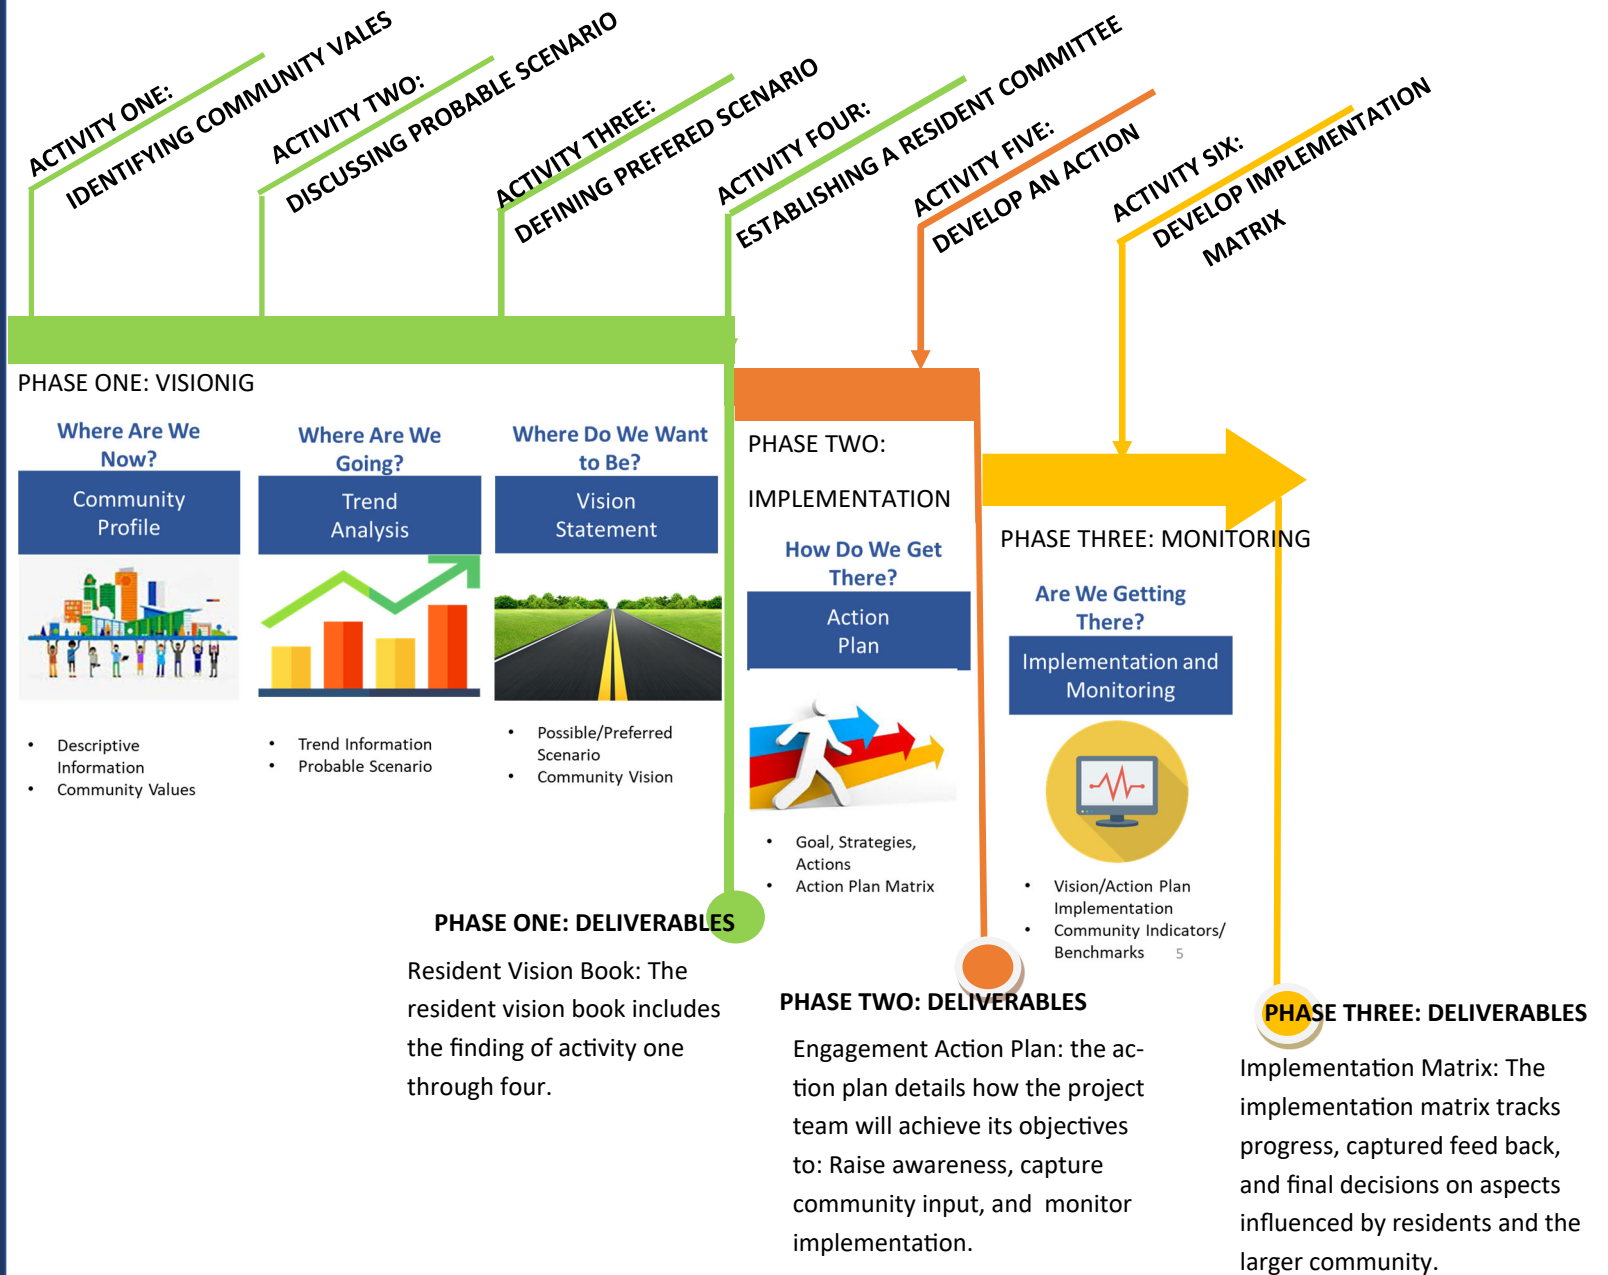 ACTIVITY ONE:
IDENTIFYING COMMUNITY VALES
ACTIVITY TWO:
DISCUSSING PROBABLE SCENARIO
ACTIVITY THREE:
DEFINING PREFERED SCENARIO
ACTIVITY FOUR:
ESTABLISHING A RESIDENT COMMITTEE
ACTIVITY FIVE:
DEVELOP AN ACTION
ACTIVITY SIX:
DEVELOP IMPLEMENTATION
MATRIX
PHASE ONE: VISIONIG
Where Are We
Now?
Community
Profile
• Descriptive
Information
• Community Values
Where Are We
Going?
Trend
Analysis
• Trend Information
• Probable Scenario
Where Do We Want
to Be?
Vision
Statement
• Possible/Preferred
Scenario
• Community Vision
PHASE TWO:
IMPLEMENTATION
How Do We Get
There?
Action
Plan
• Goal, Strategies,
Actions
• Action Plan Matrix
PHASE THREE: MONITORING
Are We Getting
There?
Implementation and
Monitoring
• Vision/Action Plan
Implementation
• Community Indicators/
Benchmarks 5
PHASE ONE: DELIVERABLES
Resident Vision Book: The
resident vision book includes
the finding of activity one
through four.
PHASE TWO: DELIVERABLES
Engagement Action Plan: the ac-
tion plan details how the project
team will achieve its objectives
to: Raise awareness, capture
community input, and monitor
implementation.
PHASE THREE: DELIVERABLES
Implementation Matrix: The
implementation matrix tracks
progress, captured feed back,
and final decisions on aspects
influenced by residents and the
larger community.